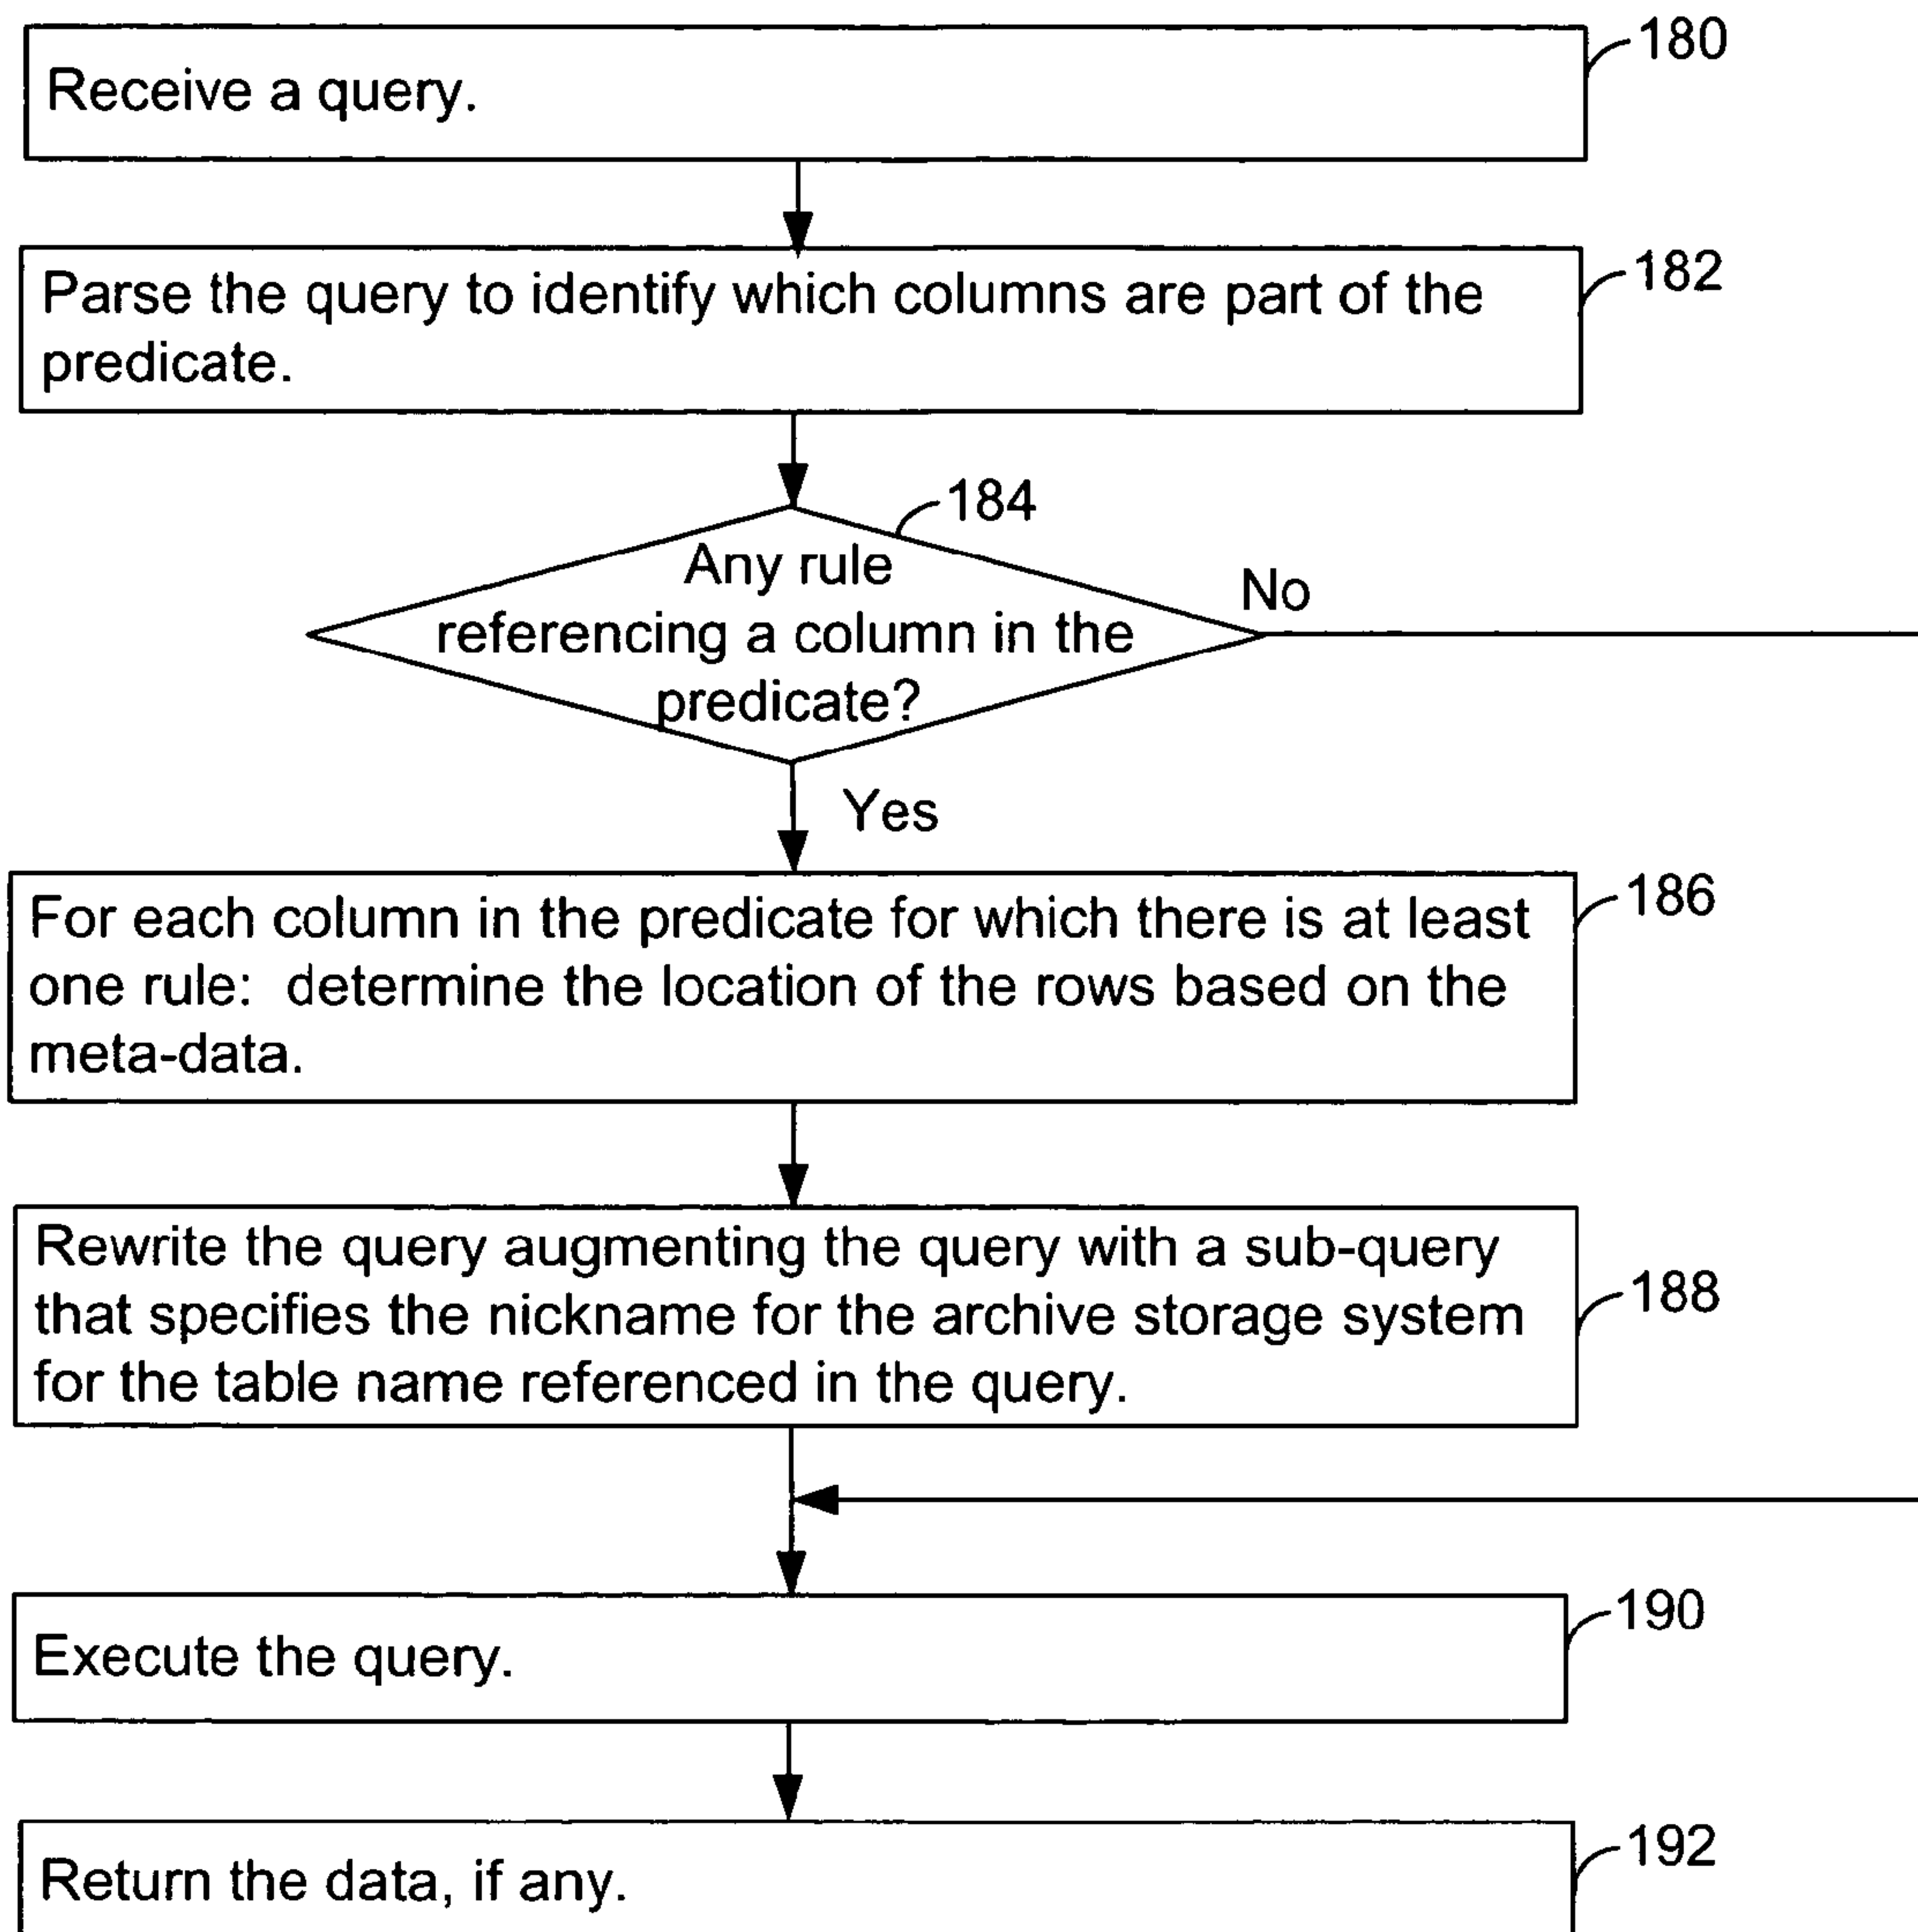 180
Receive a query.
182
Parse the query to identify which columns are part of the
predicate.
184
Any rule
referencing a column in the
predicate?
No
Yes
186
For each column in the predicate for which there is at least
one rule:  determine the location of the rows based on the
meta-data.
Rewrite the query augmenting the query with a sub-query
188
that specifies the nickname for the archive storage system
for the table name referenced in the query.
190
Execute the query.
192
Return the data, if any.